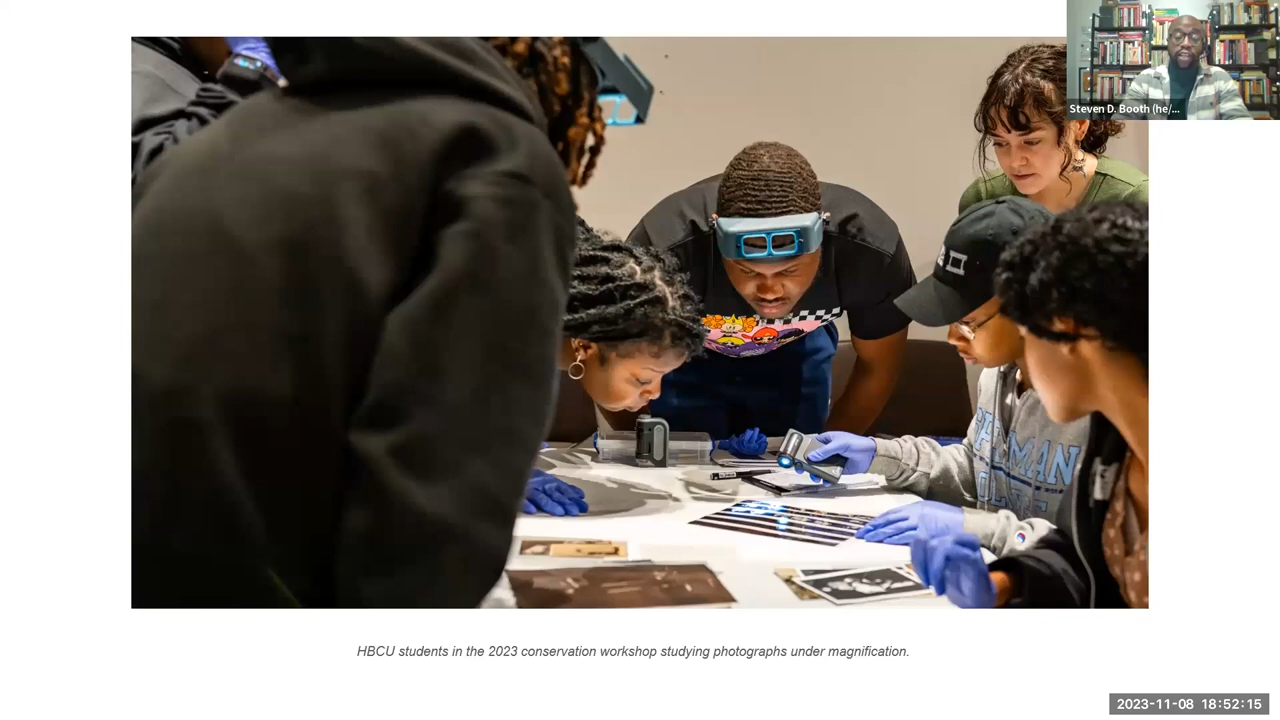 Steven D. Booth (he/...
HBCU students in the 2023 conservation workshop studying photographs under magnification.
2023-11-08 18:52:15